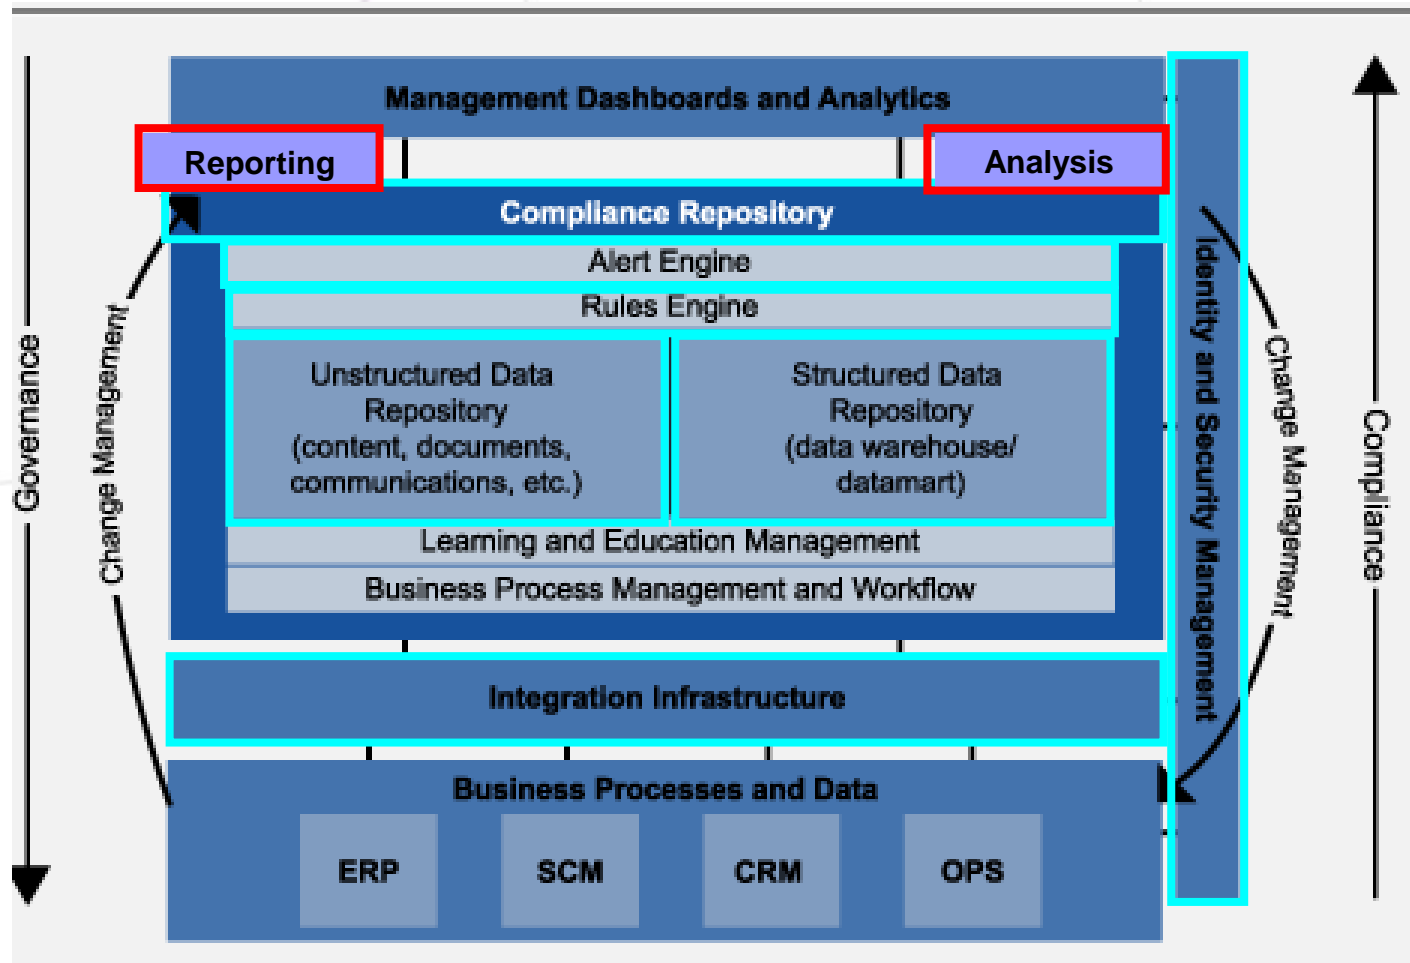 Management Dashboards and Analytics
Reporting
Analysis
Compliance Repository
Alert Engine
Rules Engine
Unstructured Data
Repository
(content, documents,
communications, etc.)
Structured Data
Repository
(data warehouse/
datamart)
Learning and Education Management
Business Process Management and Workflow
Integration Infrastructure
Business Processes and Data
ERP
SCM
CRM
OPS
Governance
Change Management
Identity and Security Management
Change Management
Compliance